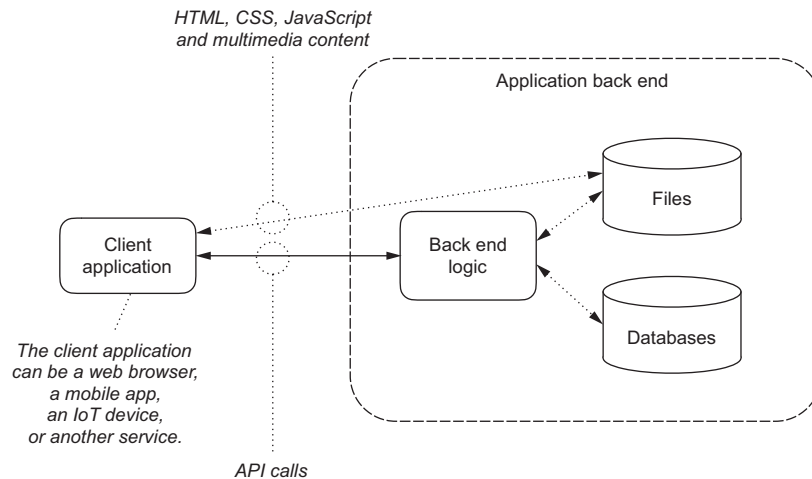 HTML, CSS, JavaScript
and multimedia content
Application back end
Files
Client
application
Back end
logic
Databases
The client application
can be a web browser,
a mobile app,
an IoT device,
or another service.
API calls